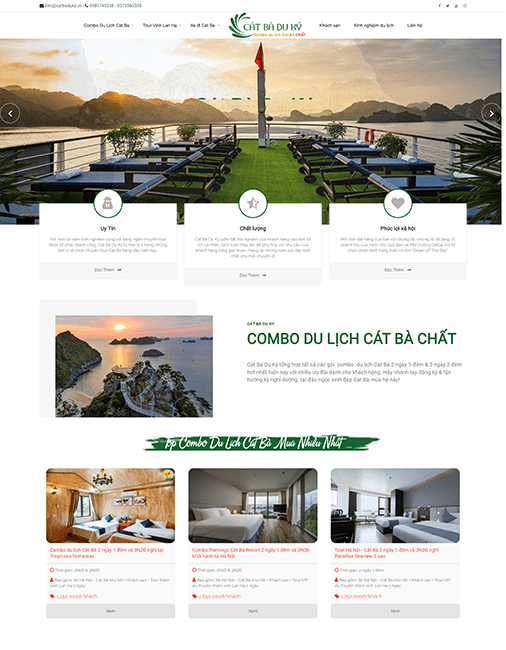 info@catbaduky.vn 0989745338 - 0373560338
Combo Du Lịch Cát Bà Tour Vịnh Lan Hạ Xe đi Cát Bà CÁT BÀ DU KÝ Khách sạn Kinh nghiệm du lịch Liên hệ
Combo du lịch Cát Bà CHẤT
Uy Tín Chất lượng Phúc lợi xã hội
Đọc Thêm Đọc Thêm Đọc Thêm
CÁT BÀ DU KÝ
COMBO DU LỊCH CÁT BÀ CHẤT
Cát Bà Du Ký tổng hợp tất cả các gói combo du lịch Cát Bà 2 ngày 1 đêm & 3 ngày 2 đêm
hot nhất hiện nay với nhiều ưu đãi dành cho khách hàng. Hãy nhanh tay đăng ký & tận
hưởng kỳ nghỉ dưỡng tại đảo ngọc xinh đẹp Cát Bà mùa hè này!
Top Combo Du Lịch Cát Bà Mua Nhiều Nhất
Combo du lịch Cát Bà 2 ngày 1 đêm và 3N2Đ nghỉ tại
Tropicana homestay
Thời gian: 2N1Đ & 3N2Đ
Bao gồm: Xe Hà Nội - Cát Bà khứ hồi + Khách sạn + Tour thăm
vịnh Lan Hạ 1 ngày
1.250.000đ/khách
Xem
Combo Flamingo Cát Bà Resort 2 ngày 1 đêm và 3N2Đ
khởi hành từ Hà Nội
Thời gian: 2N1Đ & 3N2Đ
Bao gồm: Xe Hà Nội - Cát Bà khứ hồi + Khách sạn + Tour VIP
du thuyền thăm vịnh Lan Hạ 1 ngày
2.650.000đ/khách
Xem
Tour Hà Nội - Cát Bà 2 ngày 1 đêm và 3N2Đ nghỉ
Paradise Seaview 3 sao
Thời gian: 2 ngày 1 đêm
Bao gồm: Xe Hà Nội - Cát Bà khứ hồi + Khách sạn + Tour VIP
du thuyền thăm vịnh Lan Hạ 1 ngày
1.750.000đ/khách
Xem